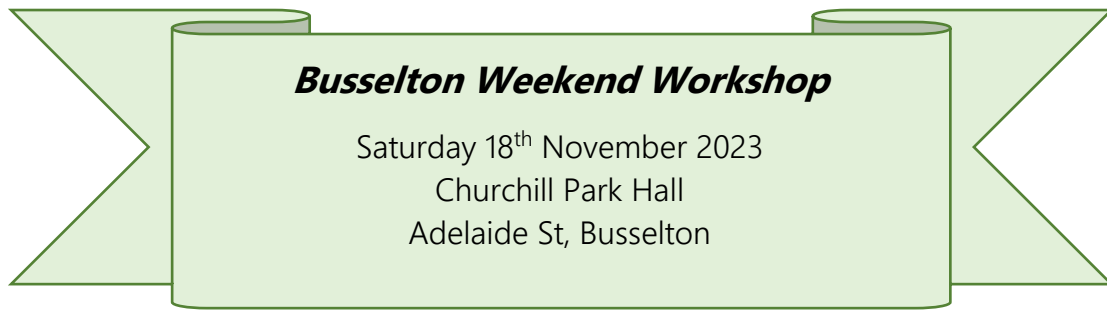 Busselton Weekend Workshop
Saturday 18th November 2023
Churchill Park Hall
Adelaide St, Busselton